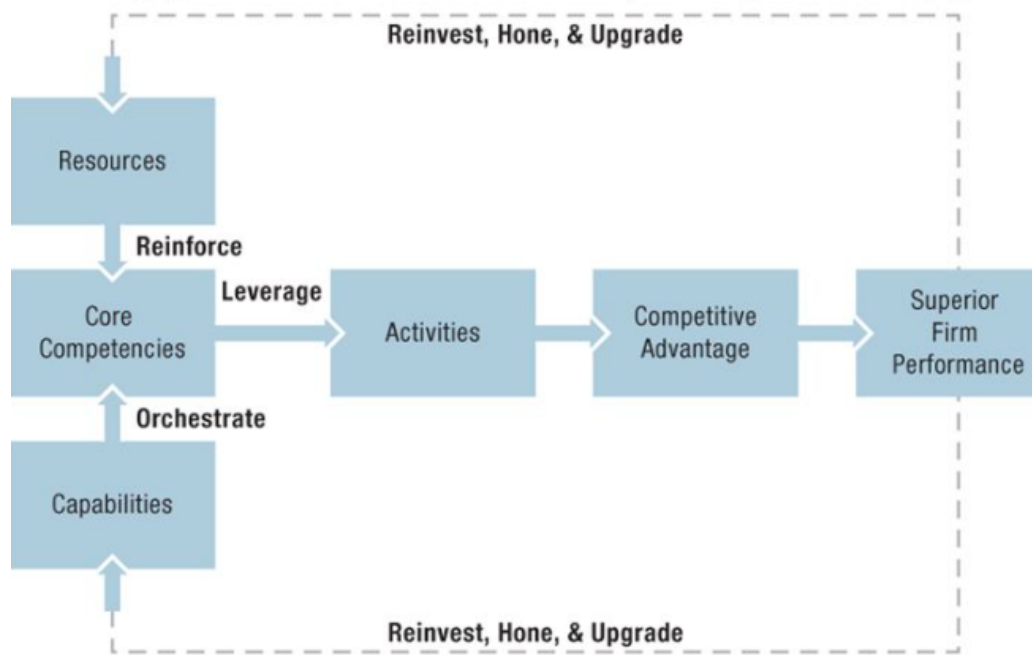 Reinvest, Hone, & Upgrade
Resources
Reinforce
Leverage
Core
Competencies
Activities
Competitive
Advantage
Superior
Firm
Performance
Orchestrate
Capabilities
Reinvest, Hone, & Upgrade